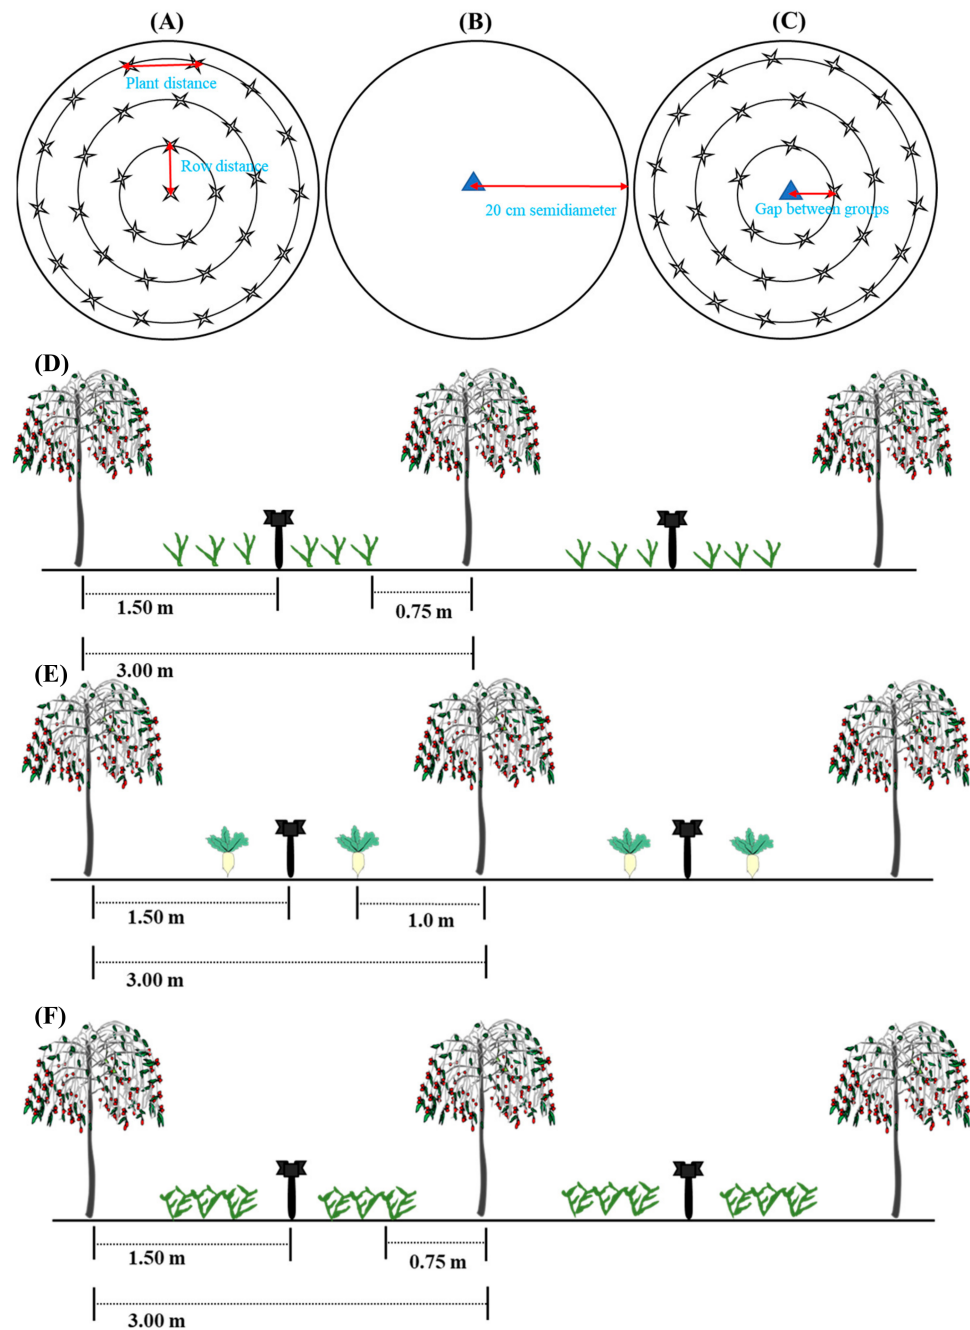 (A)
(B)
(C)
Plant distance
Row distance
20 cm semidiameter
Gap between groups
(D)
1.50 m
0.75 m
3.00 m
(E)
1.50 m
1.0 m
3.00 m
(F)
1.50 m
0.75 m
3.00 m